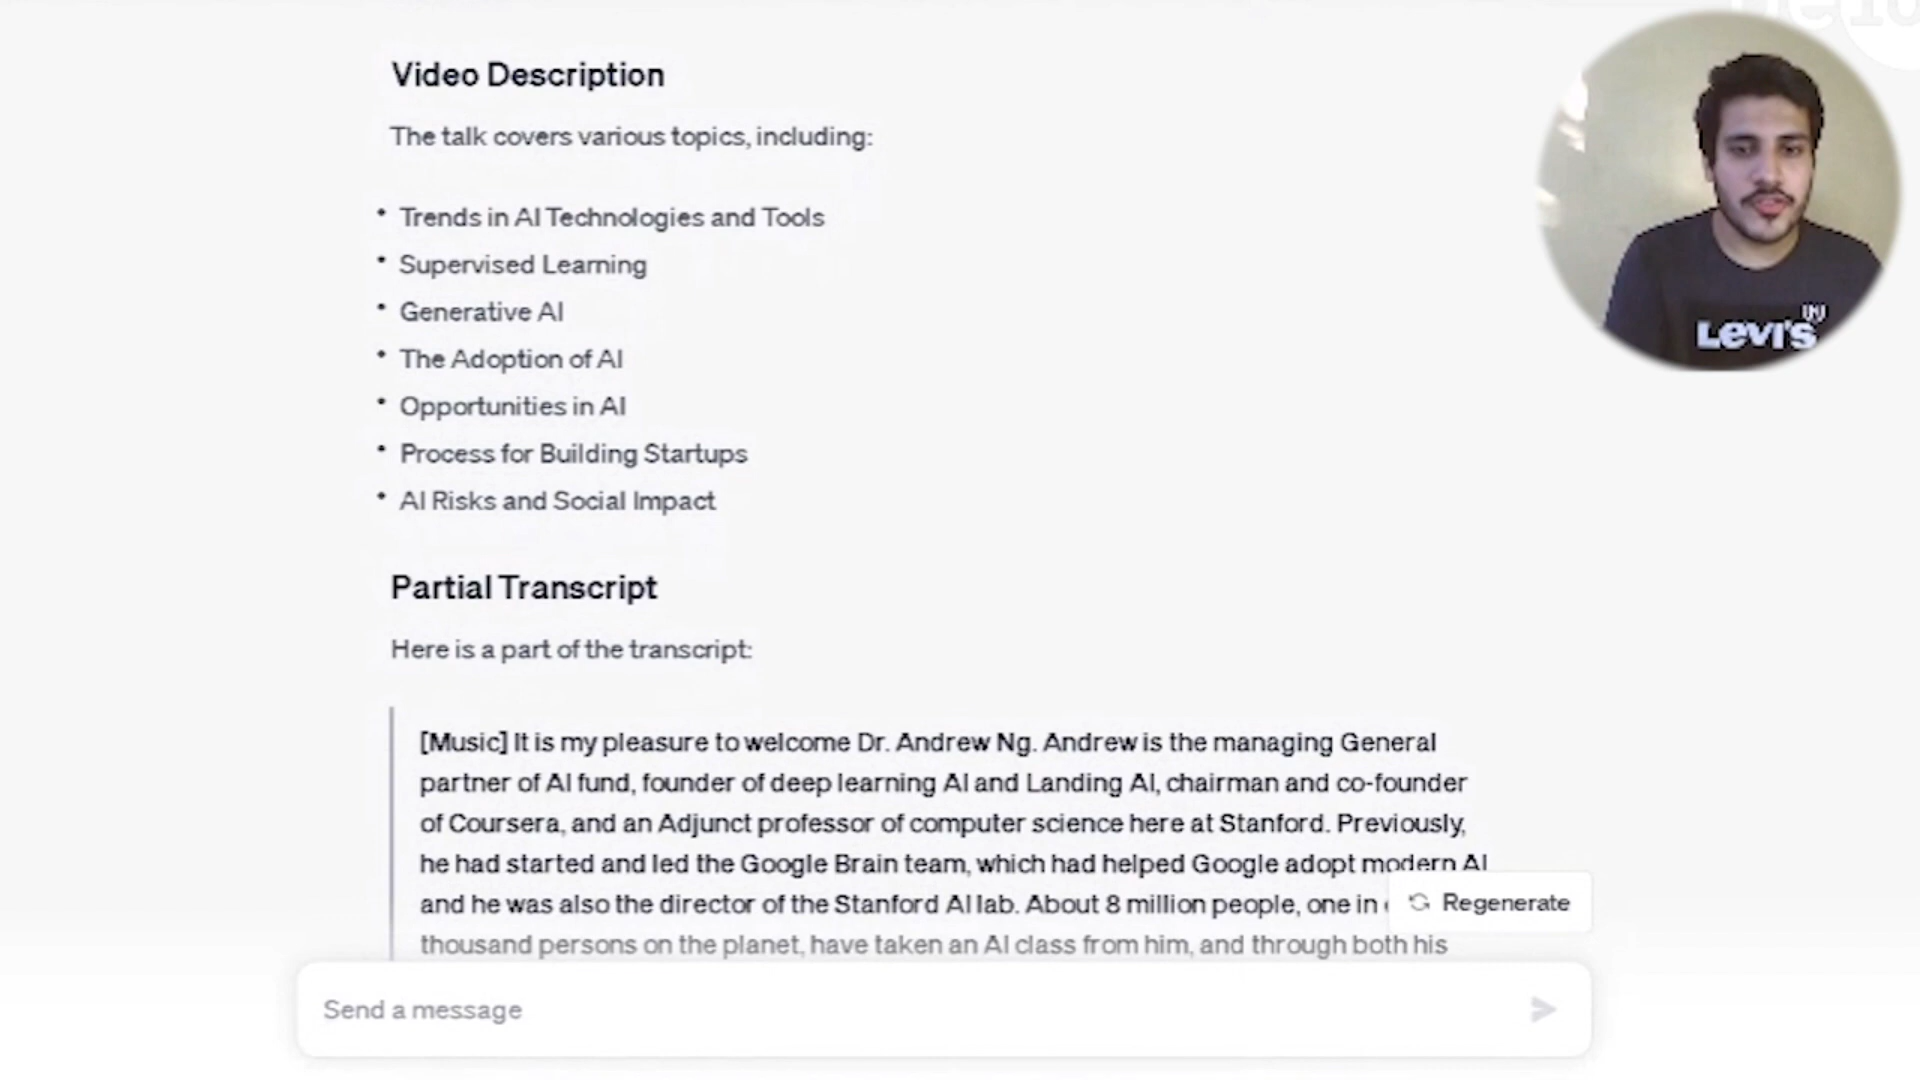 Video Description
The talk covers various topics, including:
• Trends in AI Technologies and Tools
• Supervised Learning
• Generative AI
• The Adoption of AI
• Opportunities in AI
• Process for Building Startups
• AI Risks and Social Impact
Partial Transcript
Here is a part of the transcript:
[Music] It is my pleasure to welcome Dr. Andrew Ng. Andrew is the managing General
partner of AI fund, founder of deep learning AI and Landing AI, chairman and co-founder
of Coursera, and an Adjunct professor of computer science here at Stanford. Previously,
he had started and led the Google Brain team, which had helped Google adopt modern AI
and he was also the director of the Stanford AI lab. About 8 million people, one in
Regenerate
thousand persons on the planet, have taken an AI class from him, and through both his
Send a message
Levi's